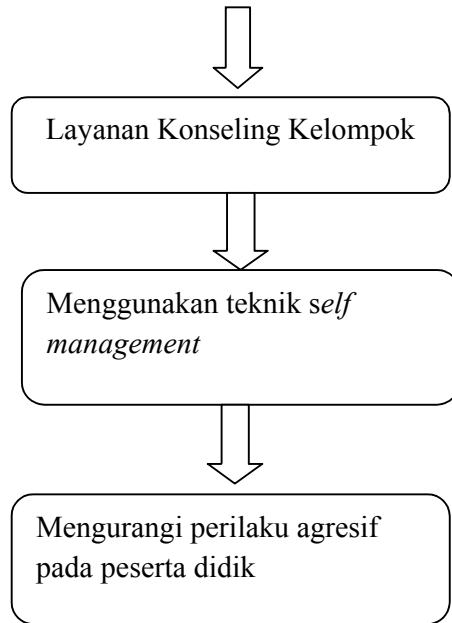 Layanan Konseling Kelompok
Menggunakan teknik self
management
Mengurangi perilaku agresif
pada peserta didik